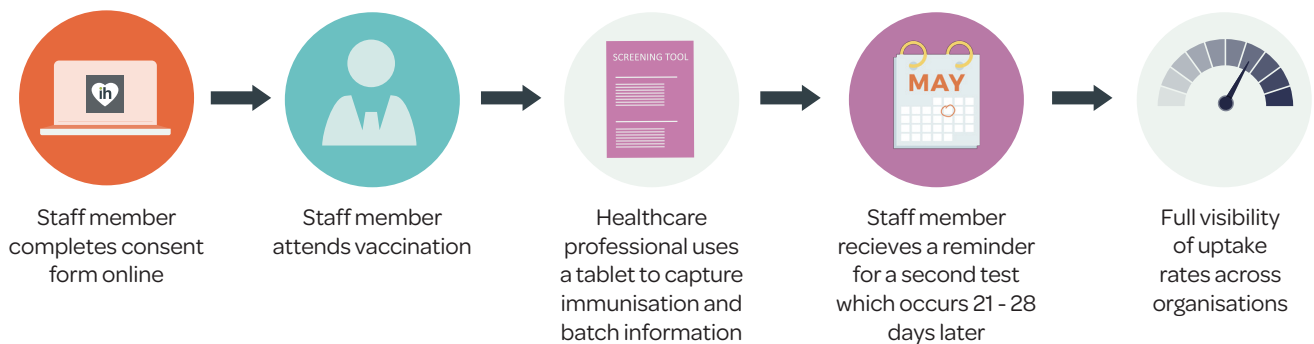 ih
SCREENING TOOL
MAY
Staff member
completes consent
form online
Staff member
attends vaccination
Healthcare
professional uses
a tablet to capture
immunisation and
batch information
Staff member
recieves a reminder
for a second test
which occurs 21 - 28
days later
Full visibility
of uptake
rates across
organisations